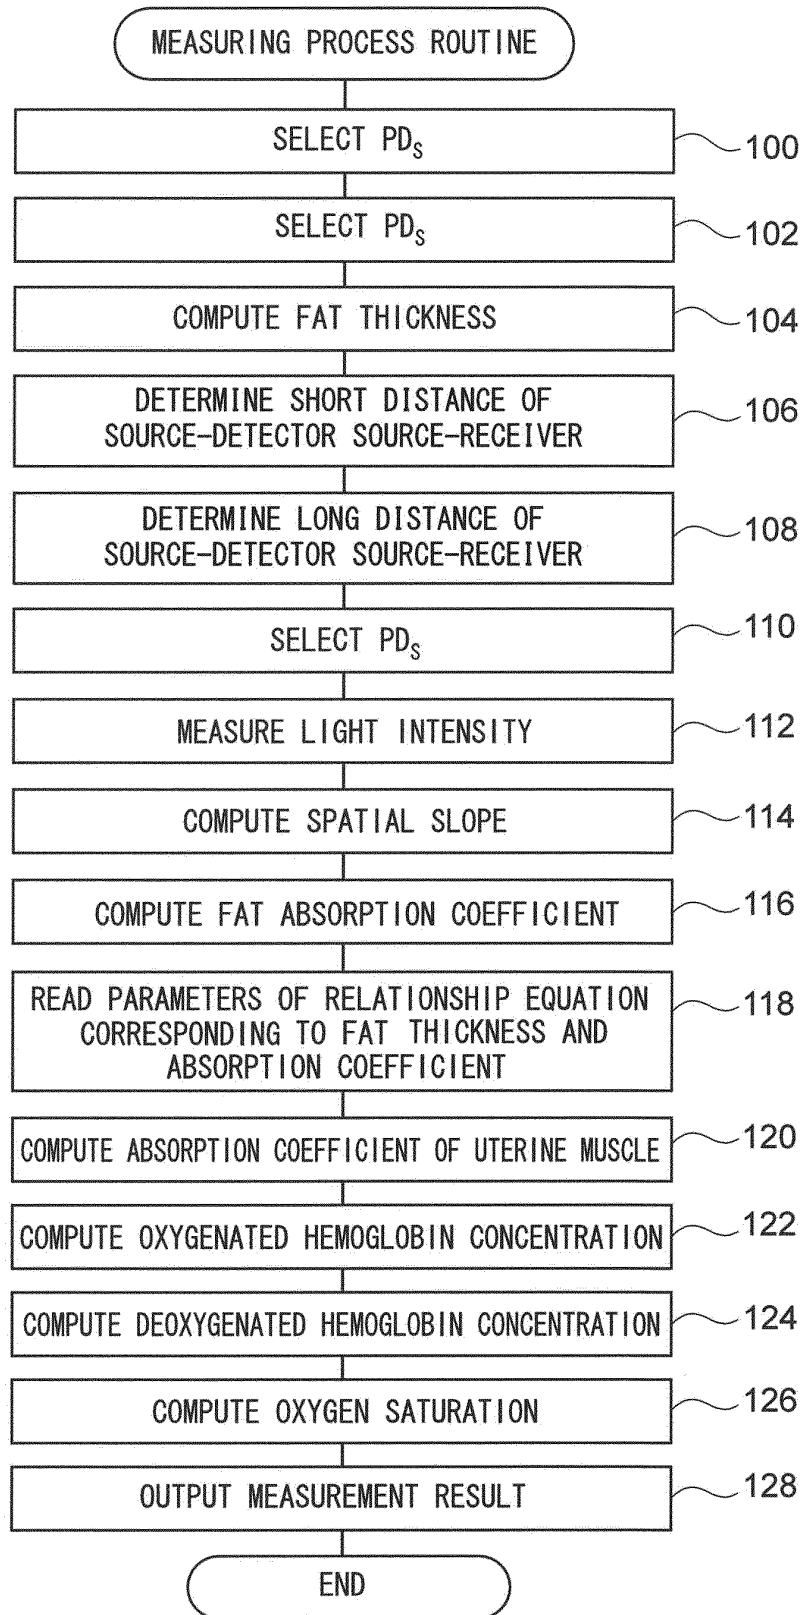 MEASURING PROCESS ROUTINE
SELECT PDS
100
SELECT PDS
102
COMPUTE FAT THICKNESS
104
DETERMINE SHORT DISTANCE OF
SOURCE-DETECTOR SOURCE-RECEIVER
106
DETERMINE LONG DISTANCE OF
SOURCE-DETECTOR SOURCE-RECEIVER
108
SELECT PDS
110
MEASURE LIGHT INTENSITY
112
COMPUTE SPATIAL SLOPE
114
COMPUTE FAT ABSORPTION COEFFICIENT
116
READ PARAMETERS OF RELATIONSHIP EQUATION
CORRESPONDING TO FAT THICKNESS AND
ABSORPTION COEFFICIENT
118
COMPUTE ABSORPTION COEFFICIENT OF UTERINE MUSCLE
120
COMPUTE OXYGENATED HEMOGLOBIN CONCENTRATION
122
COMPUTE DEOXYGENATED HEMOGLOBIN CONCENTRATION
124
COMPUTE OXYGEN SATURATION
126
OUTPUT MEASUREMENT RESULT
128
END